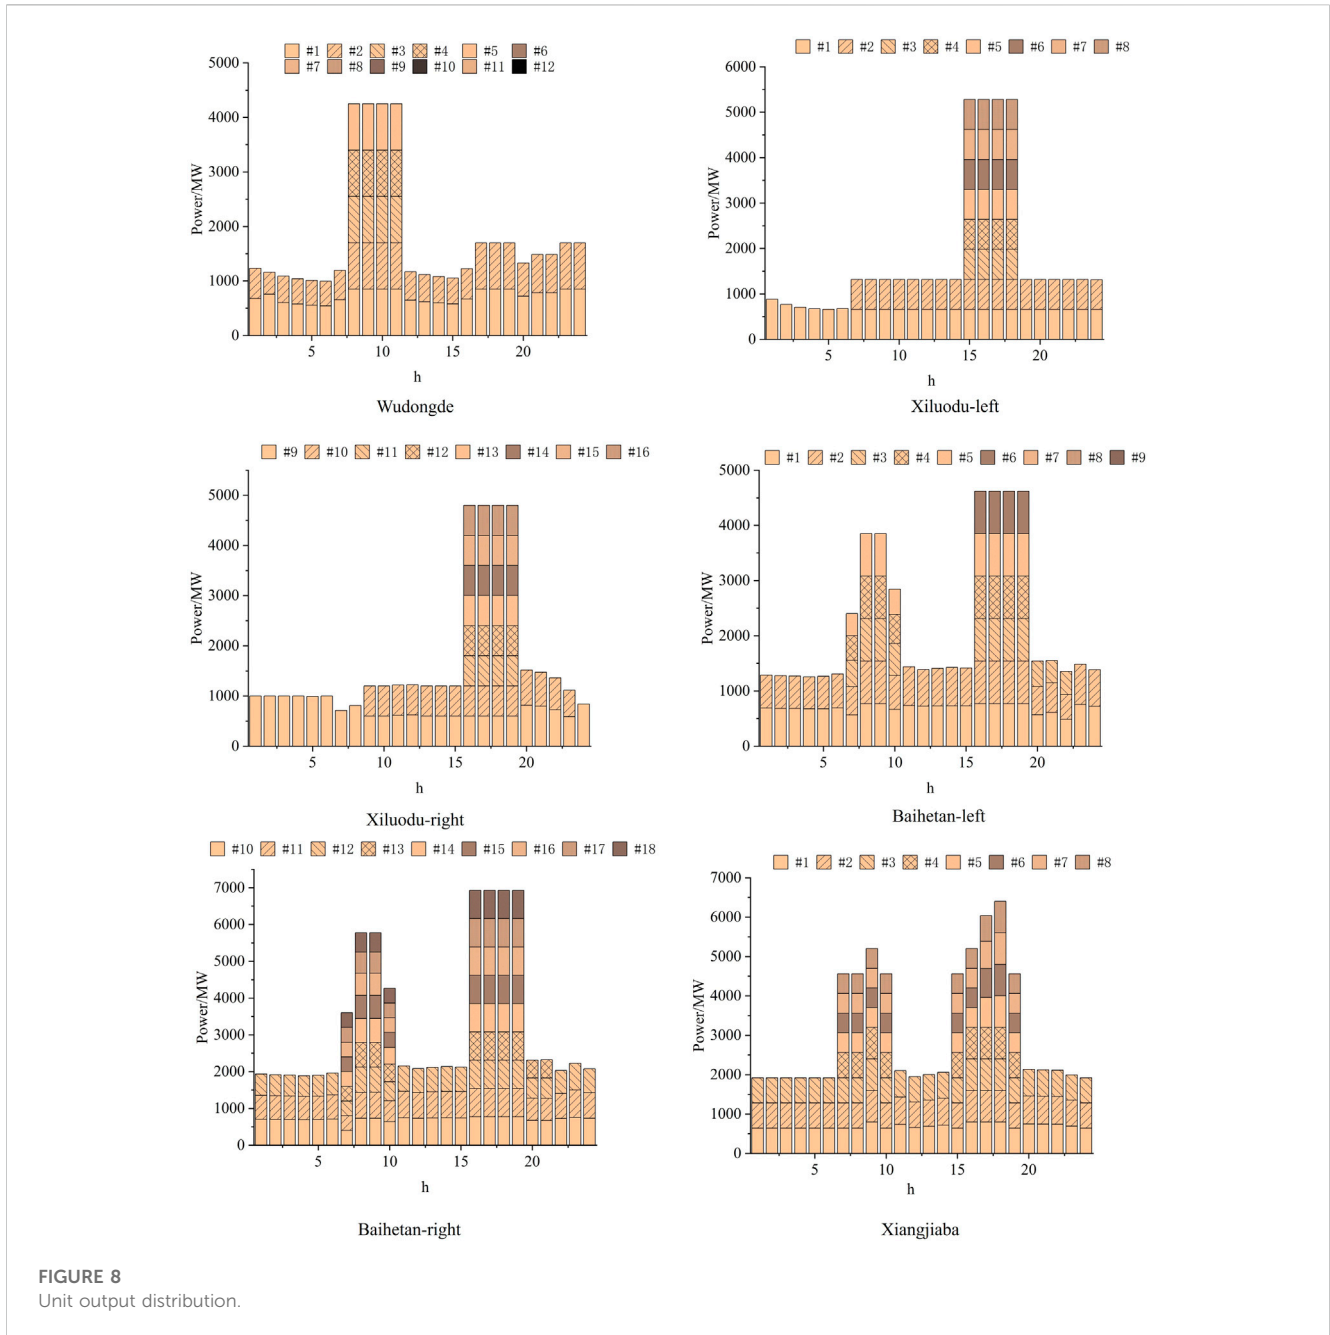 #1 #2 #3 #4 #5 #6
#7 #8 #9 #10 #11 #12
5000
4000
3000
2000
1000
0
Power/MW
5 10 15 20
h
Wudongde
#1 #2 #3 #4 #5 #6 #7 #8
6000
5000
4000
3000
2000
1000
0
Power/MW
5 10 15 20
h
Xiluodu-left
#9 #10 #11 #12 #13 #14 #15 #16
5000
4000
3000
2000
1000
0
Power/MW
5 10 15 20
h
Xiluodu-right
#1 #2 #3 #4 #5 #6 #7 #8 #9
5000
4000
3000
2000
1000
0
Power/MW
5 10 15 20
h
Baihetan-left
#10 #11 #12 #13 #14 #15 #16 #17 #18
7000
6000
5000
4000
3000
2000
1000
0
Power/MW
5 10 15 20
h
Baihetan-right
#1 #2 #3 #4 #5 #6 #7 #8
7000
6000
5000
4000
3000
2000
1000
0
Power/MW
5 10 15 20
h
Xiangjiaba
FIGURE 8
Unit output distribution.